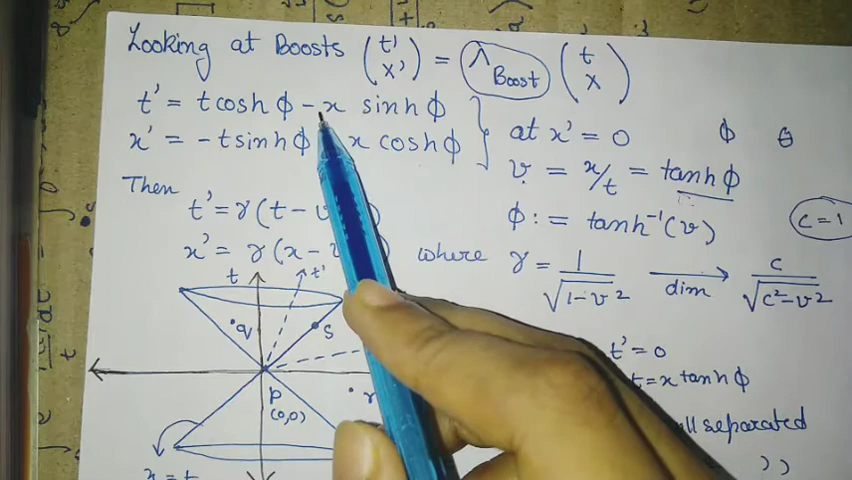 Looking at Boosts (t' x') = Λ Boost (t x)
t' = t cosh ϕ - x sinh ϕ
x' = - t sinh ϕ x cosh ϕ
at x' = 0 ϕ θ
v = x/t = tanh ϕ
Then
t' = γ (t - v
ϕ := tanh⁻¹(v)
c = 1
x' = γ (x - v
where γ = 1/√(1-v²) → dim c/√(c²-v²)
t t'
q s
t' = 0
t = x tanh ϕ
p
(0,0)
r
separated
x = t